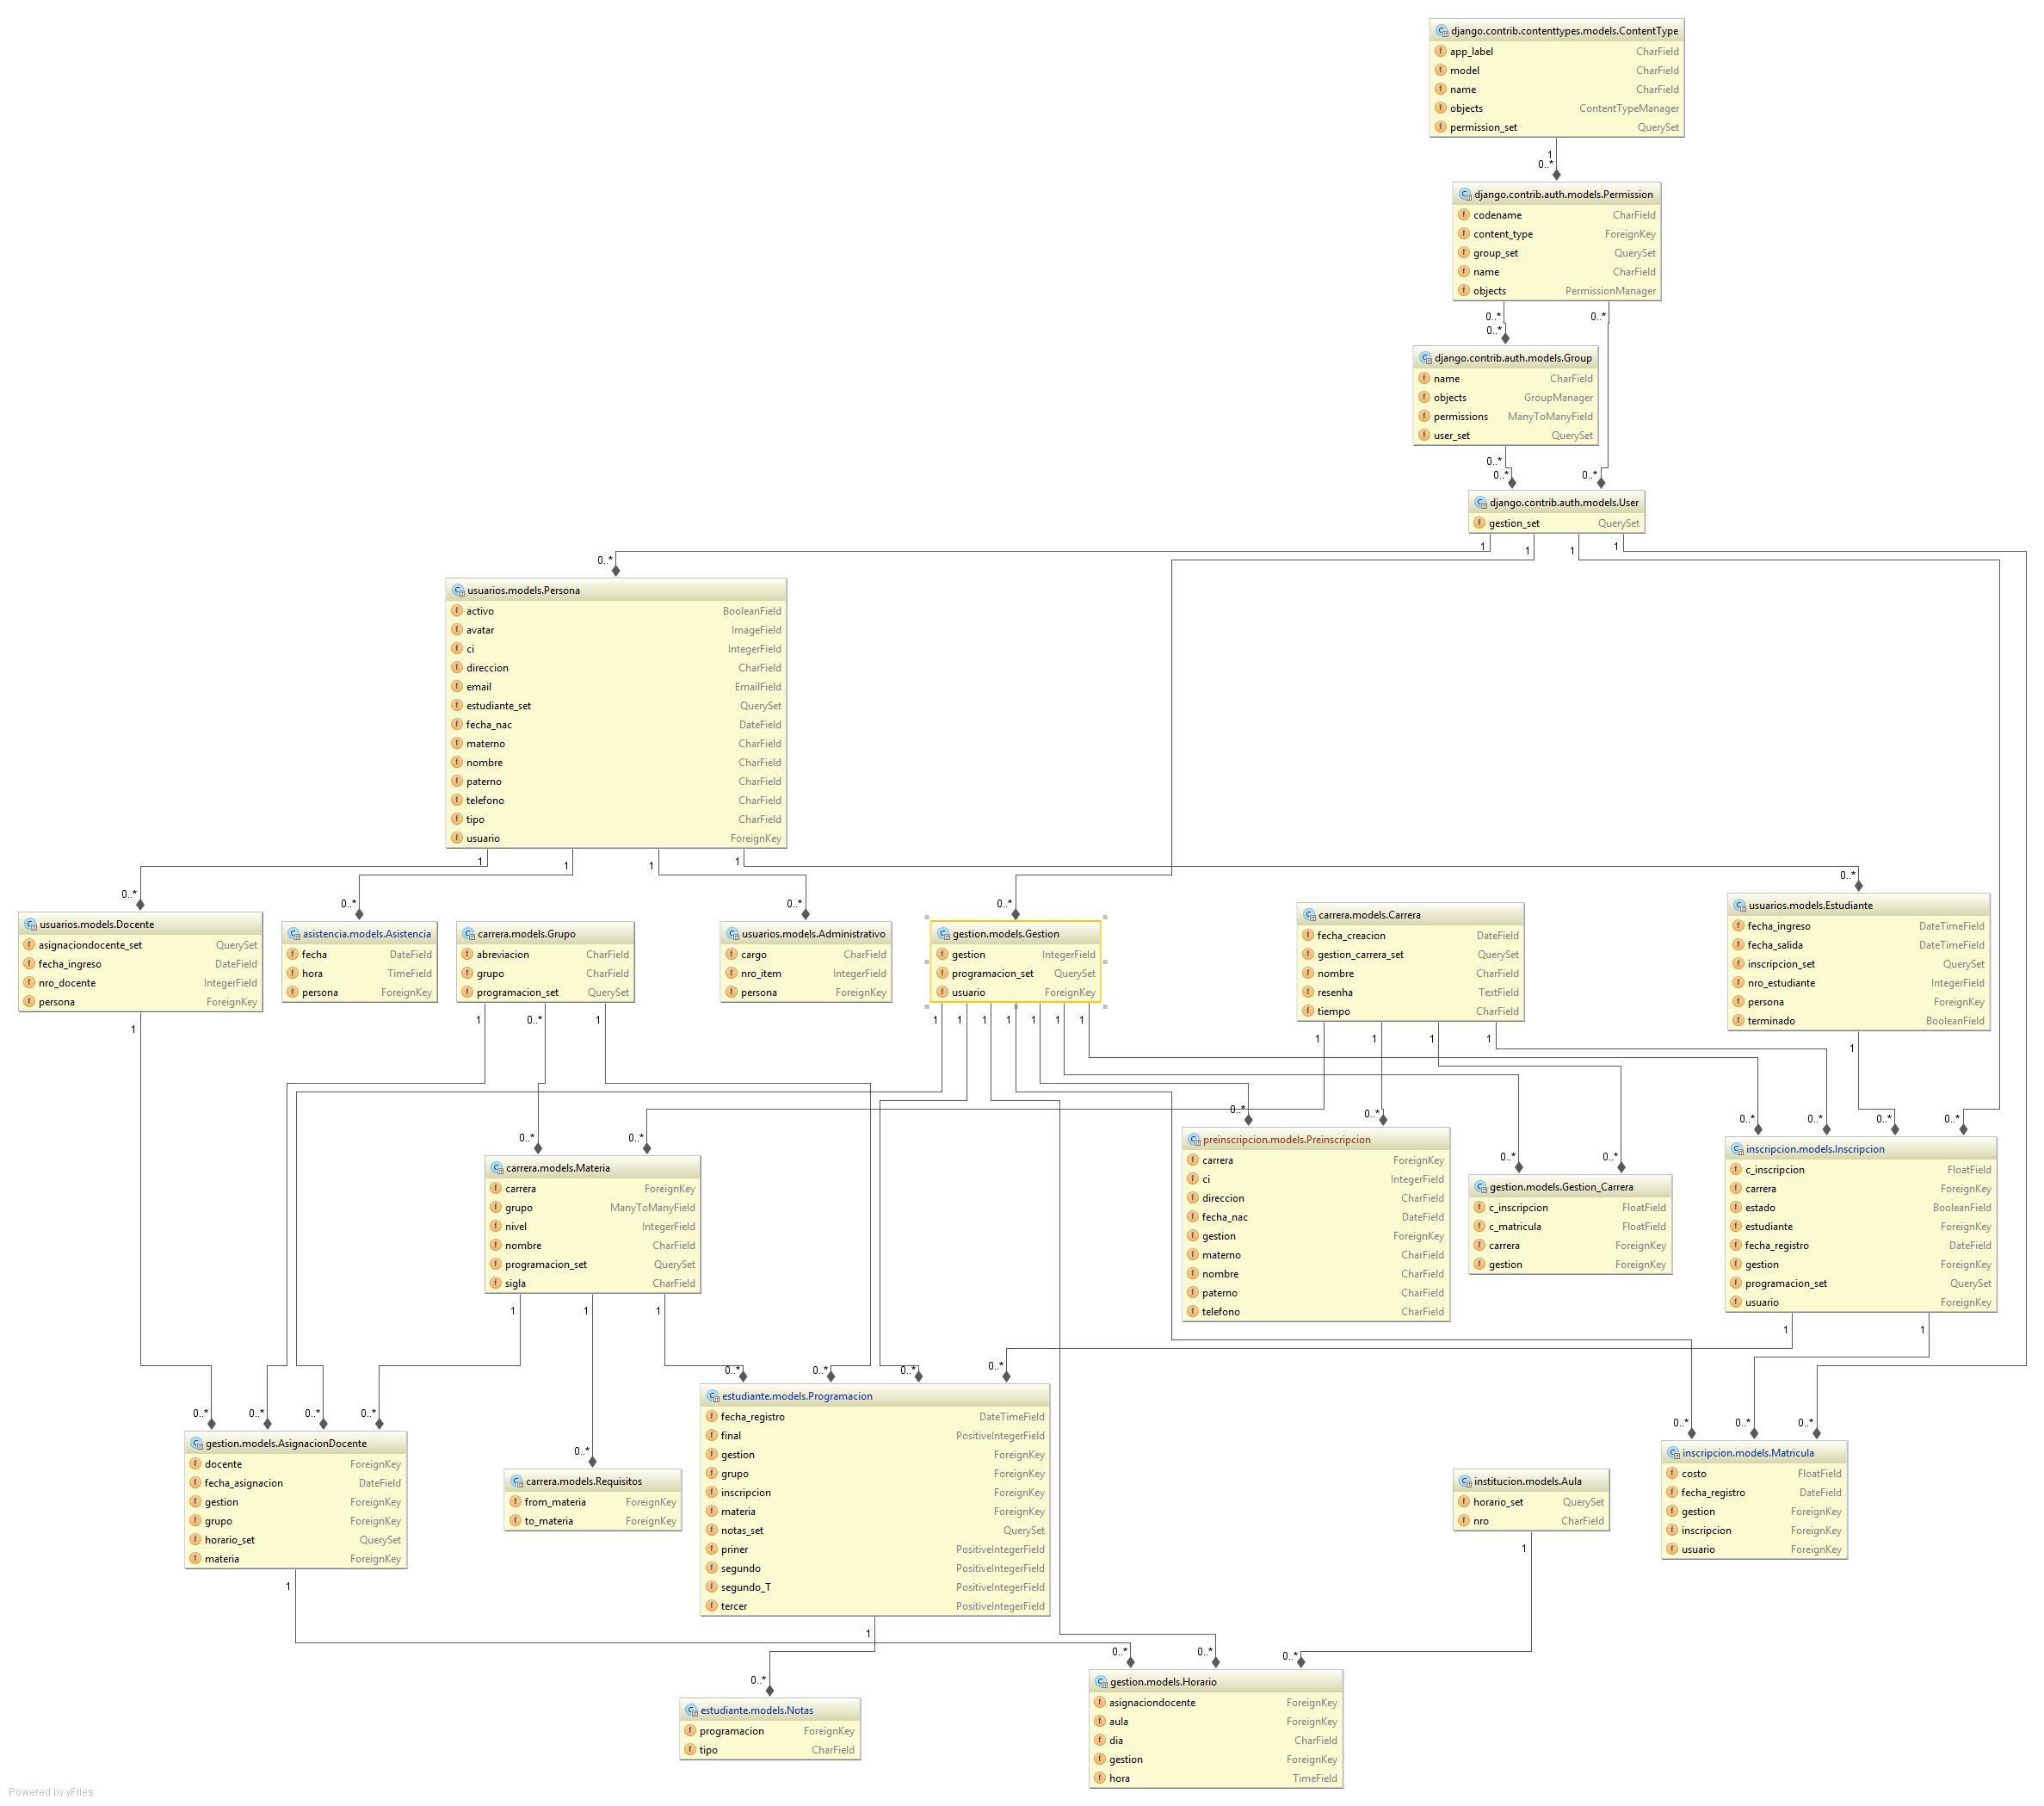 django.contrib.contenttypes.models.ContentType
app_label CharField
model CharField
name CharField
objects ContentTypeManager
permission_set QuerySet
1
0..*
django.contrib.auth.models.Permission
codename CharField
content_type ForeignKey
group_set QuerySet
name CharField
objects PermissionManager
0..* 0..*
0..*
django.contrib.auth.models.Group
name CharField
objects GroupManager
permissions ManyToManyField
user_set QuerySet
0..*
0..* 0..*
django.contrib.auth.models.User
gestion_set QuerySet
1 1 1 1
0..*
usuarios.models.Persona
activo BooleanField
avatar ImageField
ci IntegerField
direccion CharField
email EmailField
estudiante_set QuerySet
fecha_nac DateField
materno CharField
nombre CharField
paterno CharField
telefono CharField
tipo CharField
usuario ForeignKey
1 1 1 1
0..* 0..* 0..* 0..* 0..*
usuarios.models.Docente
asignaciondocente_set QuerySet
fecha_ingreso DateField
nro_docente IntegerField
persona ForeignKey
1
asistencia.models.Asistencia
fecha DateField
hora TimeField
persona ForeignKey
carrera.models.Grupo
abreviacion CharField
grupo CharField
programacion_set QuerySet
1 0..* 1
usuarios.models.Administrativo
cargo CharField
nro_item IntegerField
persona ForeignKey
gestion.models.Gestion
gestion IntegerField
programacion_set QuerySet
usuario ForeignKey
1 1 1 1 1 1 1
carrera.models.Carrera
fecha_creacion DateField
gestion_carrera_set QuerySet
nombre CharField
resenha TextField
tiempo CharField
1 1 1 1
usuarios.models.Estudiante
fecha_ingreso DateTimeField
fecha_salida DateTimeField
inscripcion_set QuerySet
nro_estudiante IntegerField
persona ForeignKey
terminado BooleanField
1
0..* 0..*
carrera.models.Materia
carrera ForeignKey
grupo ManyToManyField
nivel IntegerField
nombre CharField
programacion_set QuerySet
sigla CharField
1 1 1
0..* 0..*
preinscripcion.models.Preinscripcion
carrera ForeignKey
ci IntegerField
direccion CharField
fecha_nac DateField
gestion ForeignKey
materno CharField
nombre CharField
paterno CharField
telefono CharField
0..* 0..*
gestion.models.Gestion_Carrera
c_inscripcion FloatField
c_matricula FloatField
carrera ForeignKey
gestion ForeignKey
0..* 0..* 0..* 0..*
inscripcion.models.Inscripcion
c_inscripcion FloatField
carrera ForeignKey
estado BooleanField
estudiante ForeignKey
fecha_registro DateField
gestion ForeignKey
programacion_set QuerySet
usuario ForeignKey
1 1
0..* 0..* 0..* 0..*
gestion.models.AsignacionDocente
docente ForeignKey
fecha_asignacion DateField
gestion ForeignKey
grupo ForeignKey
horario_set QuerySet
materia ForeignKey
1
0..*
carrera.models.Requisitos
from_materia ForeignKey
to_materia ForeignKey
0..* 0..* 0..* 0..*
estudiante.models.Programacion
fecha_registro DateTimeField
final PositiveIntegerField
gestion ForeignKey
grupo ForeignKey
inscripcion ForeignKey
materia ForeignKey
notas_set QuerySet
priner PositiveIntegerField
segundo PositiveIntegerField
segundo_T PositiveIntegerField
tercer PositiveIntegerField
1
institucion.models.Aula
horario_set QuerySet
nro CharField
1
0..* 0..* 0..*
inscripcion.models.Matricula
costo FloatField
fecha_registro DateField
gestion ForeignKey
inscripcion ForeignKey
usuario ForeignKey
0..*
estudiante.models.Notas
programacion ForeignKey
tipo CharField
0..* 0..* 0..*
gestion.models.Horario
asignaciondocente ForeignKey
aula ForeignKey
dia CharField
gestion ForeignKey
hora TimeField
Powered by yFiles